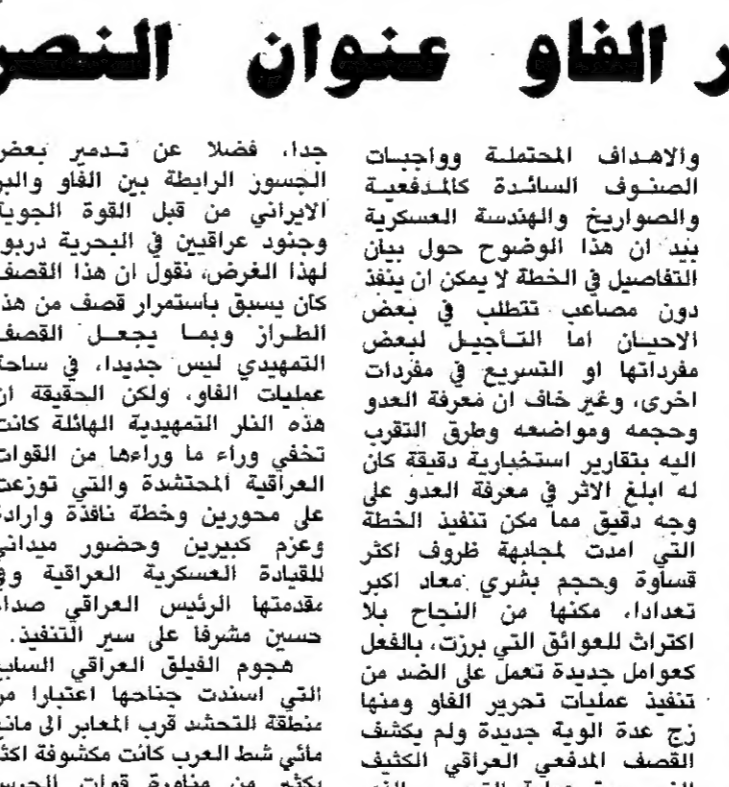 الفاو عنوان النصر
والاهداف المحتملة وواجبات
الصنوف السائدة كالمدفعية
والصواريخ والهندسة العسكرية
بيد ان هذا الوضوح حول بيان
التفاصيل في الخطة لا يمكن ان ينفذ
دون مصاعب تتطلب في بعض
الاحيان اما التأجيل لبعض
مفرداتها او التسريع في مفردات
اخرى، وغير خاف ان معرفة العدو
وحجمه ومواضعه وطرق التقرب
اليه بتقارير استخبارية دقيقة كان
له ابلغ الاثر في معرفة العدو على
وجه دقيق مما مكن تنفيذ الخطة
التي امدت لمجابهة ظروف اكثر
قساوة وحجم بشري معاد اكبر
تعدادا، مكنها من النجاح بلا
اكتراث للعوائق التي برزت، بالفعل
كعوامل جديدة تعمل على الضد من
تنفيذ عمليات تحرير الفاو ومنها
زج عدة الوية جديدة ولم يكشف
القصف المدفعي العراقي الكثيف
جدا، فضلا عن تدمير بعض
الجسور الرابطة بين الفاو والبر
الايراني من قبل القوة الجوية
وجنود عراقيين في البحرية دربوا
لهذا الغرض، نقول ان هذا القصف
كان يسبق بأستمرار قصف من هذا
الطراز وبما يجعل القصف
التمهيدي ليس جديدا، في ساحة
عمليات الفاو، ولكن الحقيقة ان
هذه النار التمهيدية الهائلة كانت
تخفي وراء ما وراءها من القوات
العراقية المحتشدة والتي توزعت
على محورين وخطة نافذة وارادة
وعزم كبيرين وحضور ميداني
للقيادة العسكرية العراقية وفي
مقدمتها الرئيس العراقي صدام
حسين مشرفا على سير التنفيذ.
هجوم الفيلق العراقي السابع
التي اسندت جناحها اعتبارا من
منطقة التحشد قرب المعابر الى مانع
مائي شط العرب كانت مكشوفة اكثر
بكثير من مناورة قوات الحرس